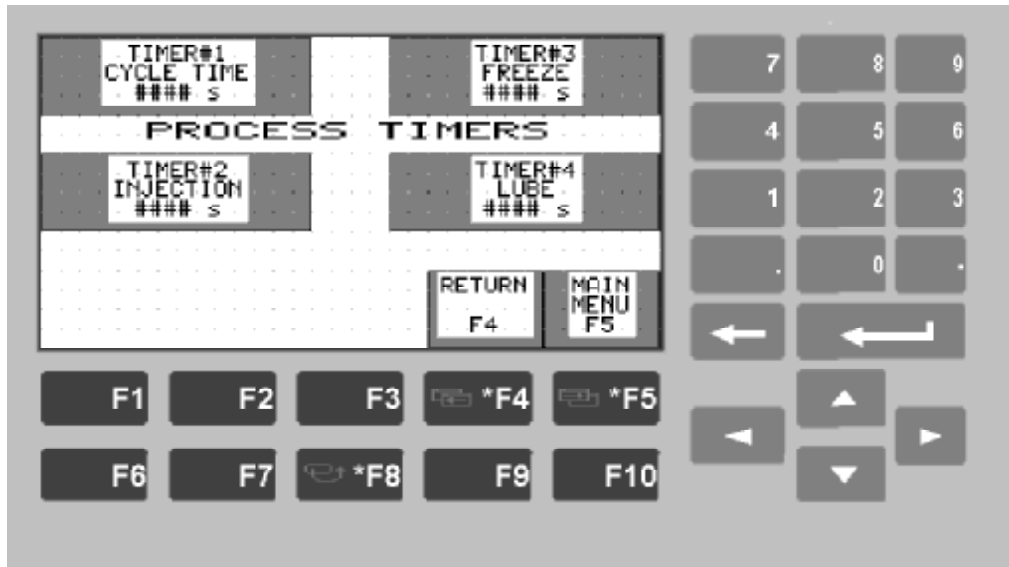 TIMER#1
CYCLE TIME
#### s
TIMER#3
FREEZE
#### s
PROCESS TIMERS
TIMER#2
INJECTION
#### s
TIMER#4
LUBE
#### s
RETURN
F4
MAIN
MENU
F5
7 8 9
4 5 6
1 2 3
. 0 -
F1 F2 F3 *F4 *F5
F6 F7 *F8 F9 F10